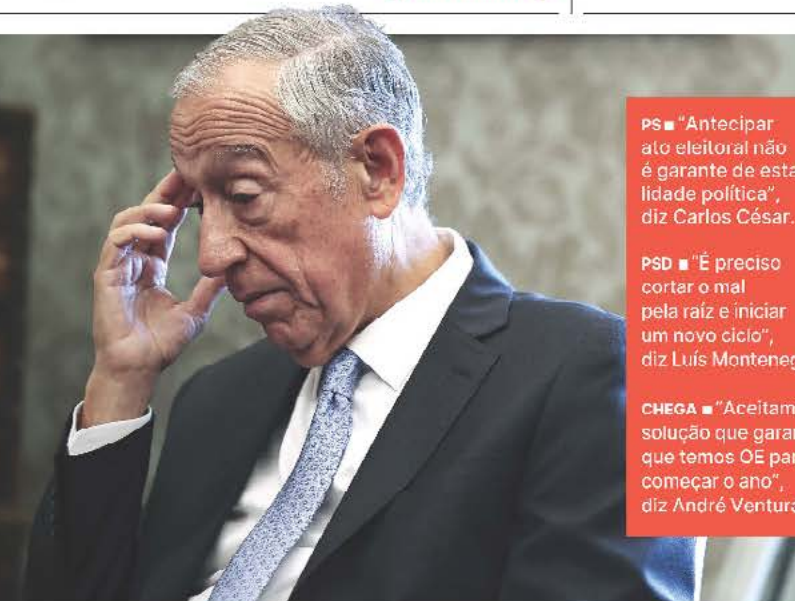 PS ■ "Antecipar
ato eleitoral não
é garante de esta
lidade política",
diz Carlos César.
PSD ■ "É preciso
cortar o mal
pela raíz e iniciar
um novo ciclo",
diz Luís Monteneg
CHEGA ■ "Aceitam
solução que garan
que temos OE par
começar o ano",
diz André Ventura